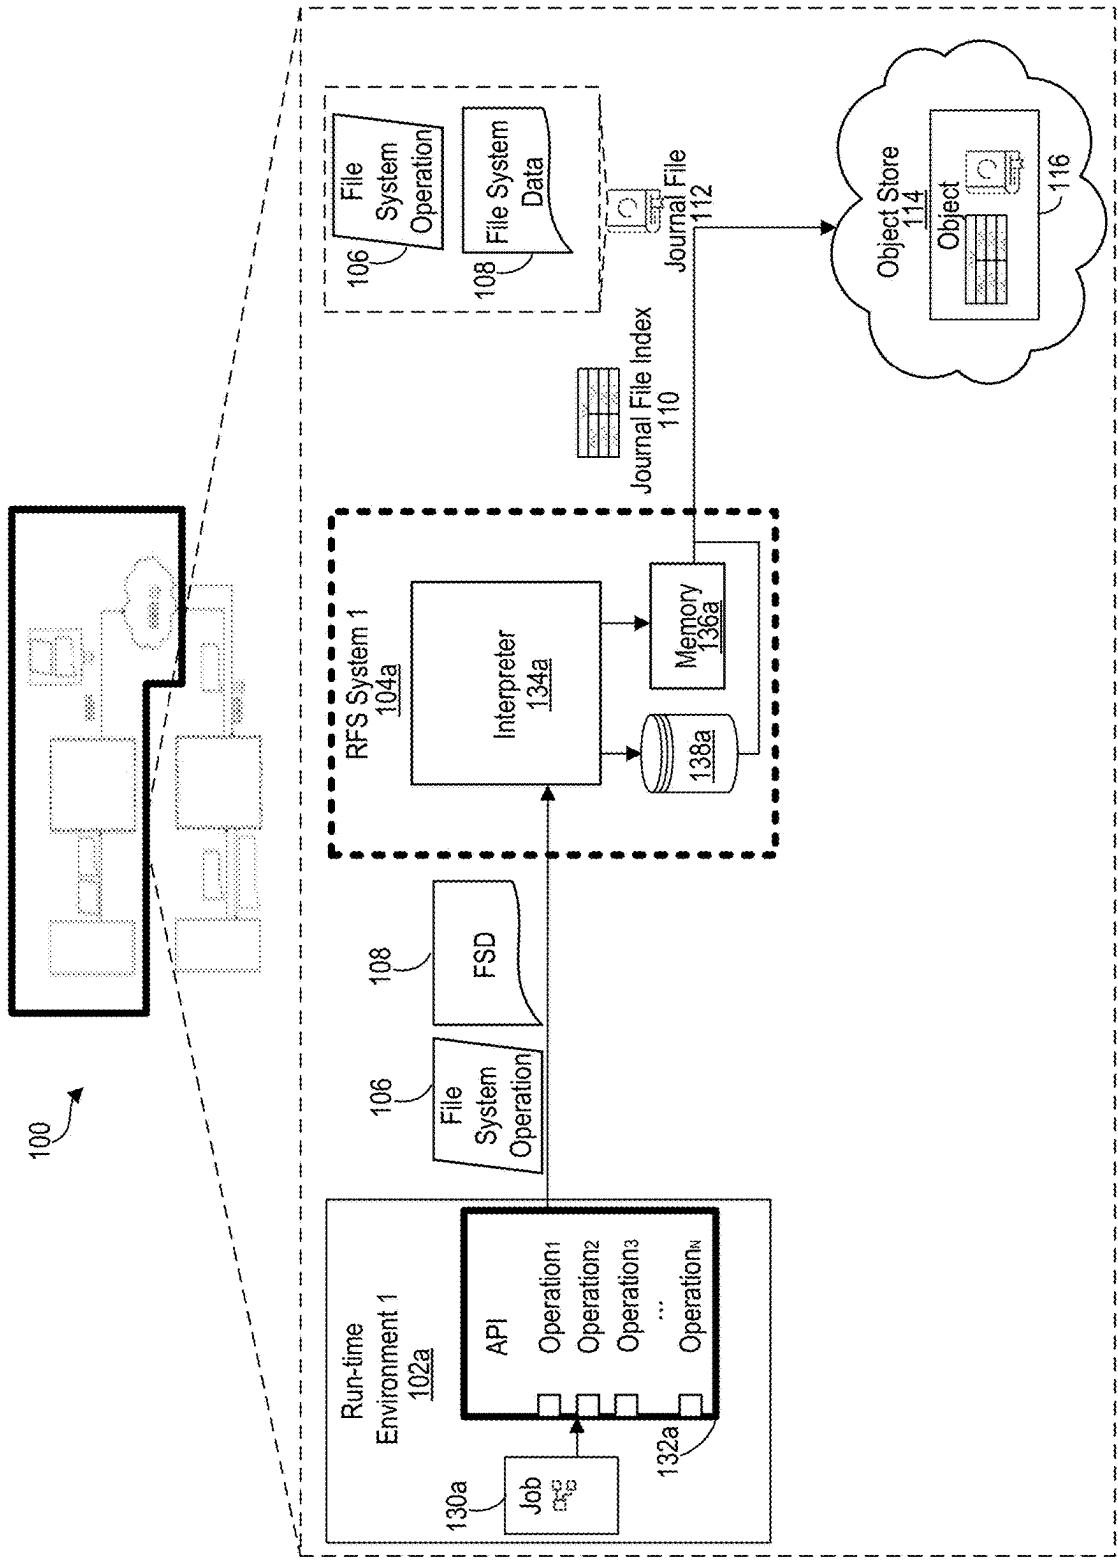 100
Run-time
Environment 1
102a
130a
Job
API
Operation1
Operation2
Operation3
...
OperationN
132a
106
File
System
Operation
108
FSD
RFS System 1
104a
Interpreter
134a
138a
Memory
136a
Journal File Index
110
106
File
System
Operation
108
File System
Data
Journal File
112
Object Store
114
Object
116